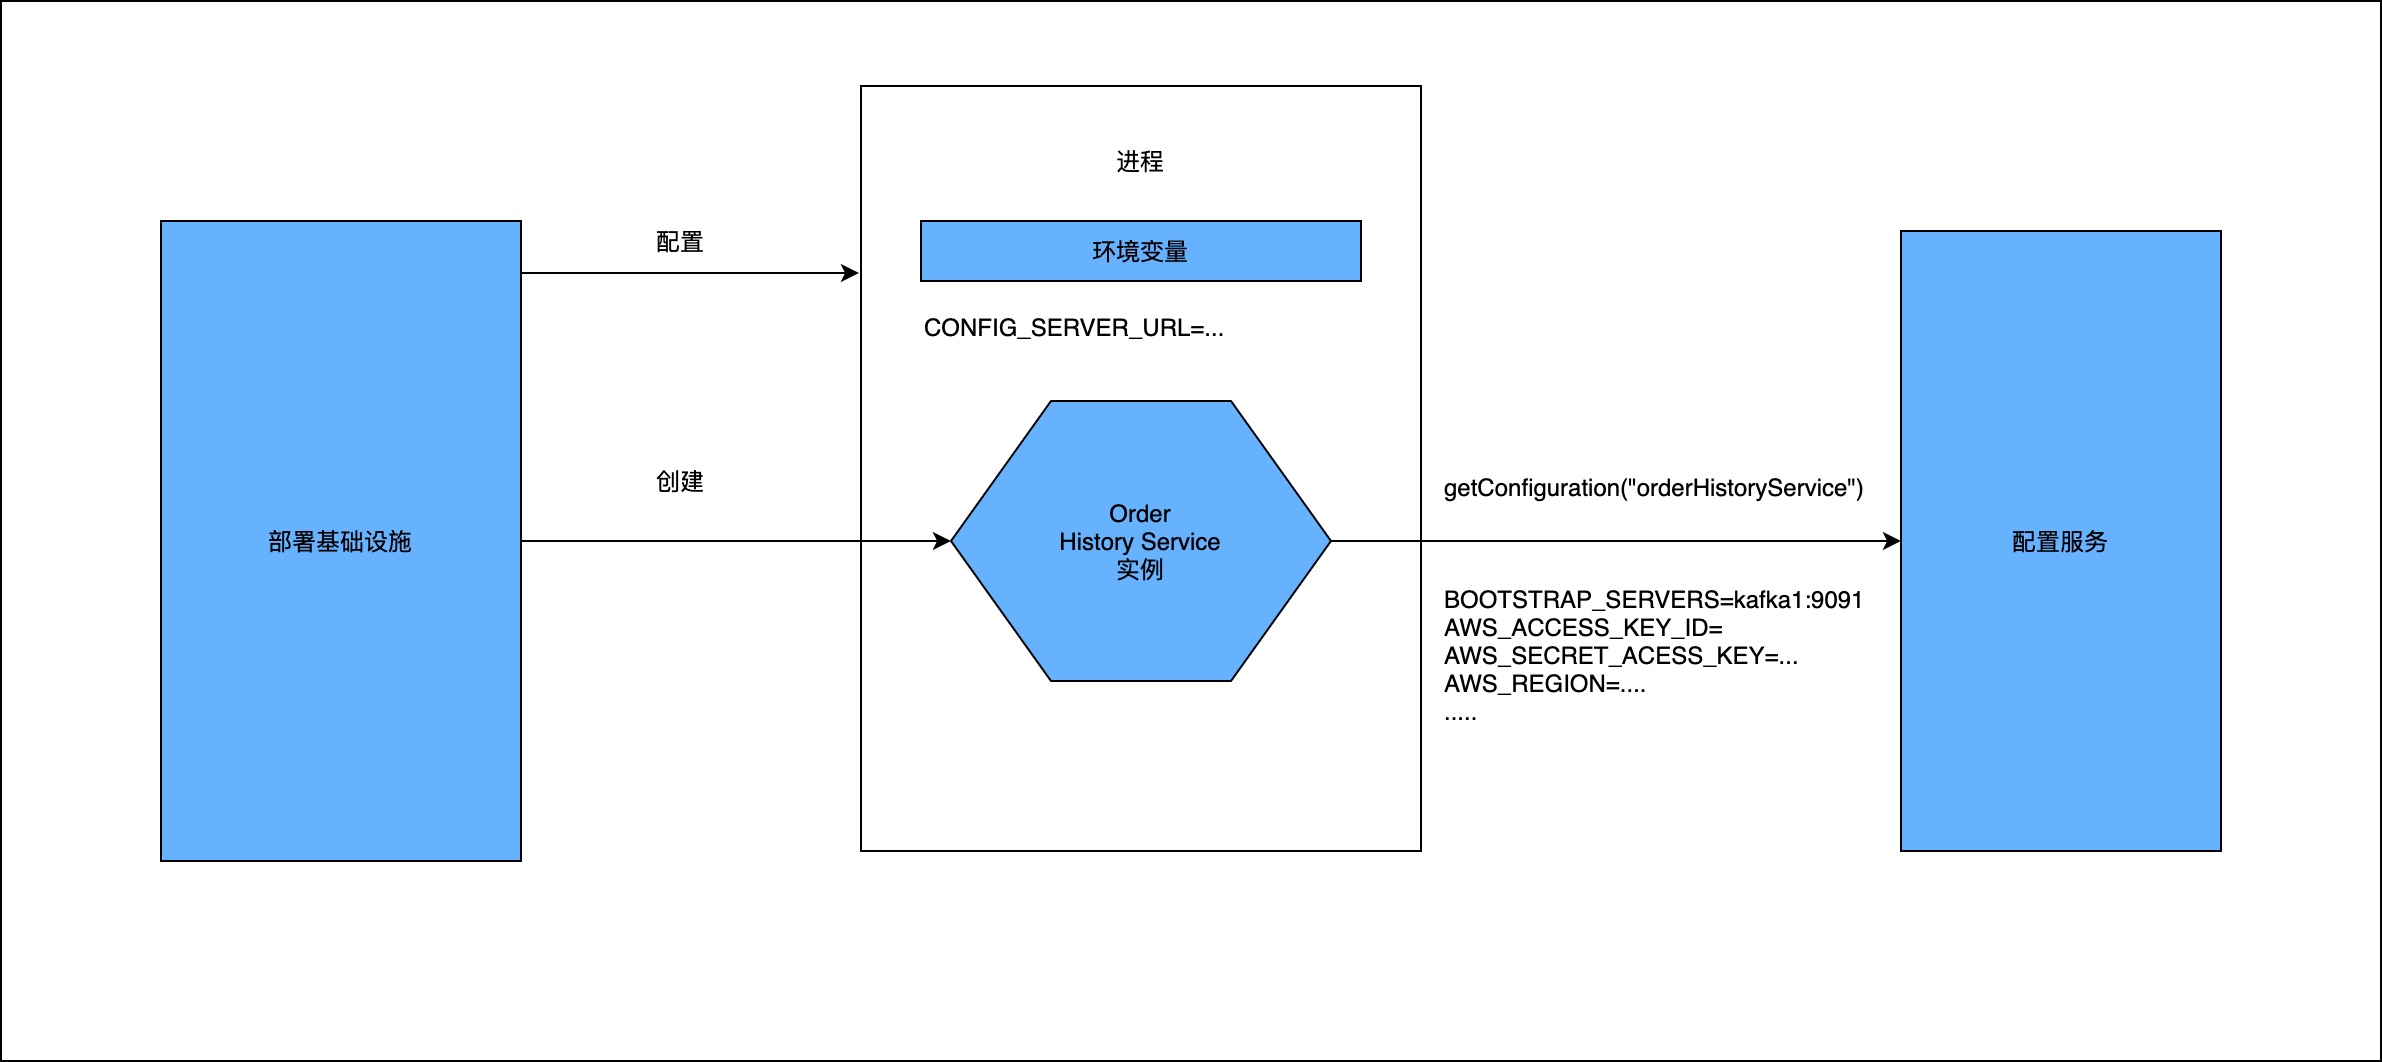 进程
配置
环境变量
CONFIG_SERVER_URL=...
创建
部署基础设施
Order
History Service
实例
getConfiguration("orderHistoryService")
BOOTSTRAP_SERVERS=kafka1:9091
AWS_ACCESS_KEY_ID=
AWS_SECRET_ACESS_KEY=...
AWS_REGION=....
.....
配置服务